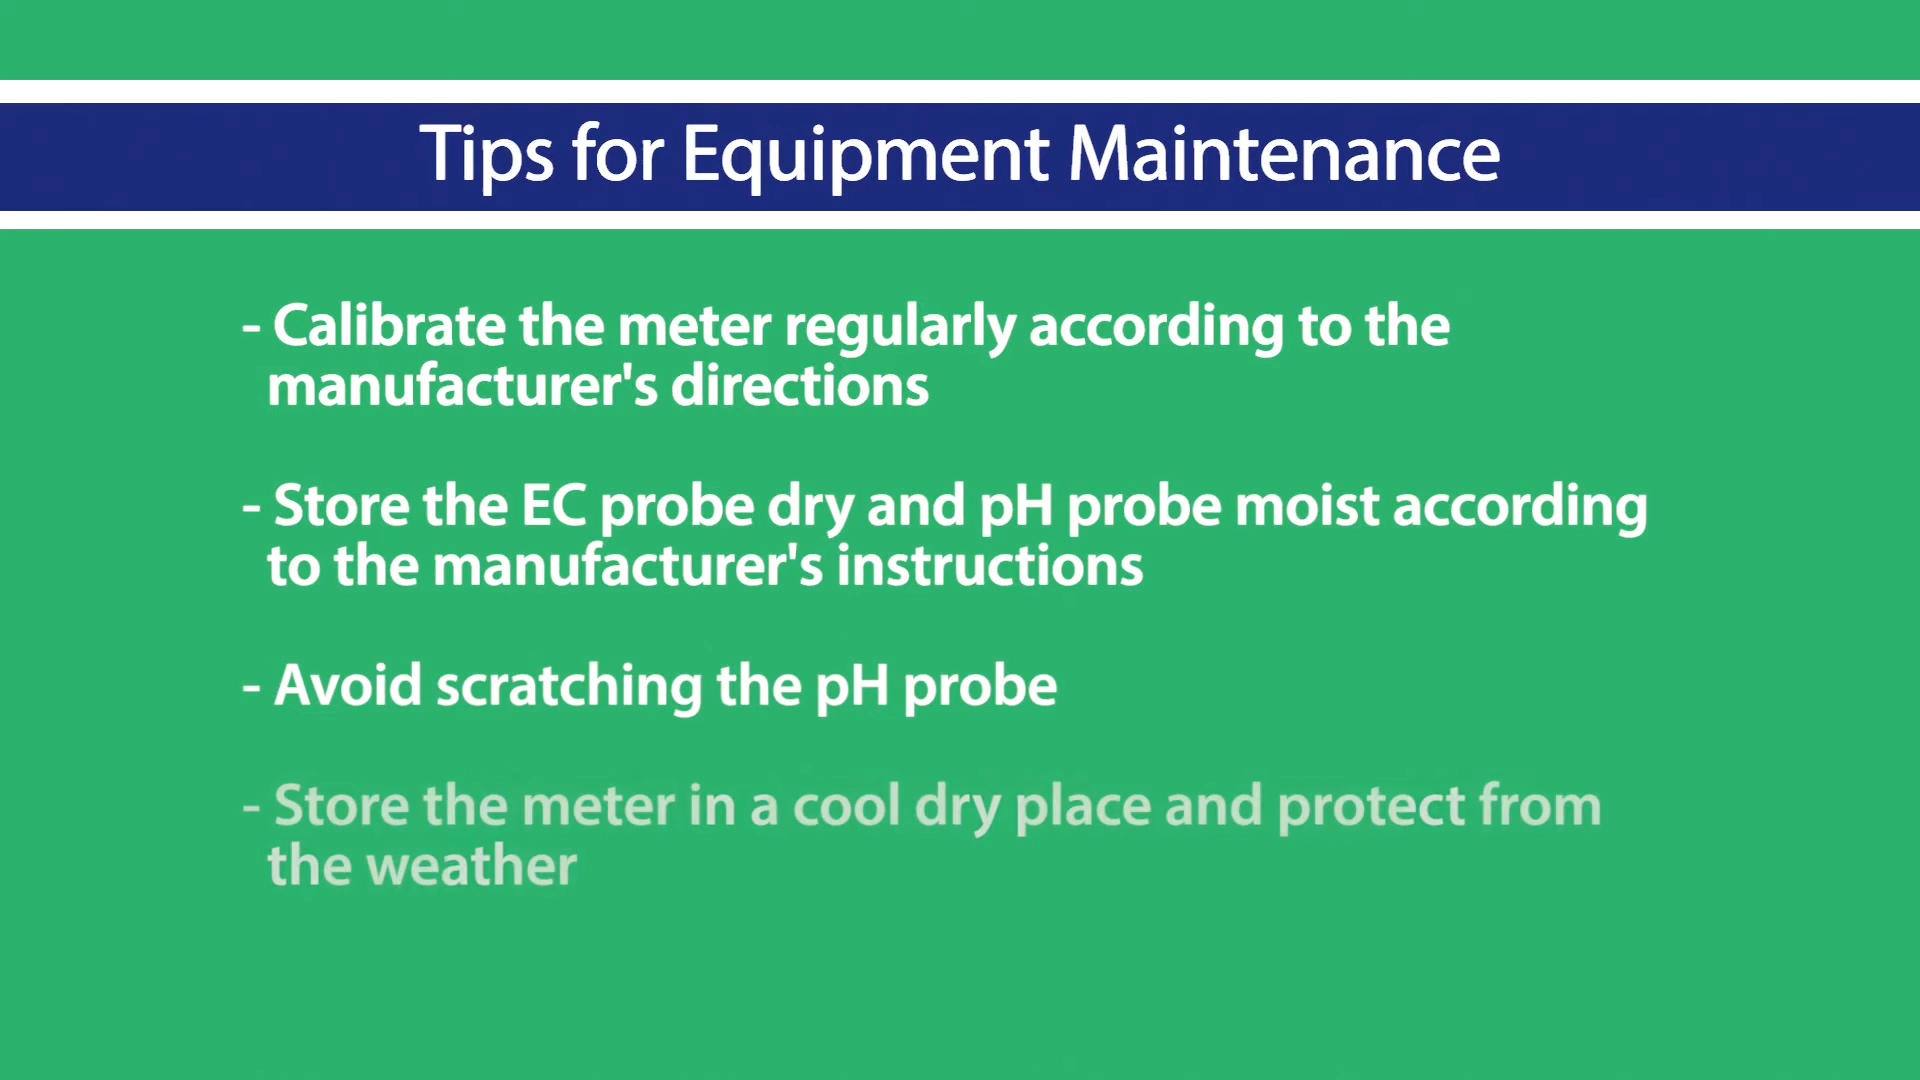 Tips for Equipment Maintenance
- Calibrate the meter regularly according to the
manufacturer's directions
- Store the EC probe dry and pH probe moist according
to the manufacturer's instructions
- Avoid scratching the pH probe
- Store the meter in a cool dry place and protect from
the weather